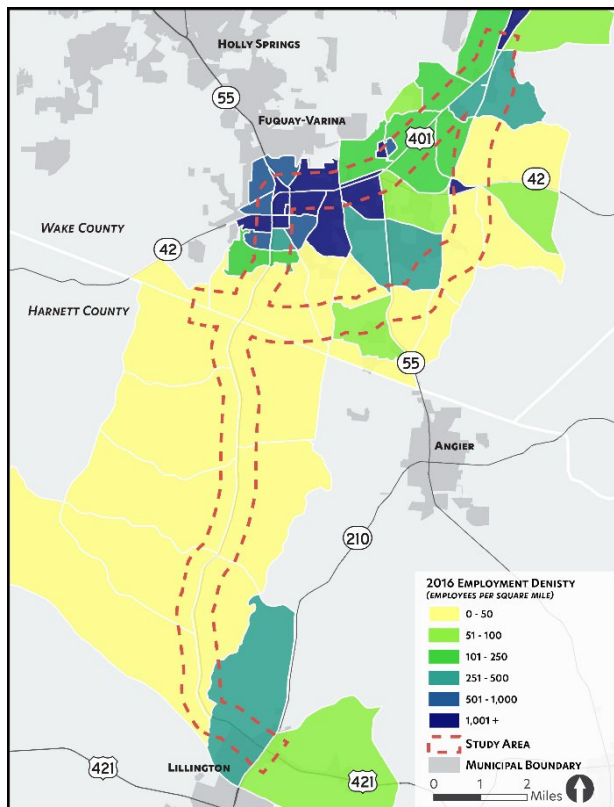 HOLLY SPRINGS
55
FUQUAY-VARINA
401
42
WAKE COUNTY
42
HARNETT COUNTY
55
ANGIER
210
2016 EMPLOYMENT DENISTY
(EMPLOYEES PER SQUARE MILE)
0 - 50
51 - 100
101 - 250
251 - 500
501 - 1,000
1,001 +
STUDY AREA
MUNICIPAL BOUNDARY
421
LILLINGTON
421
0 1 2
MILES